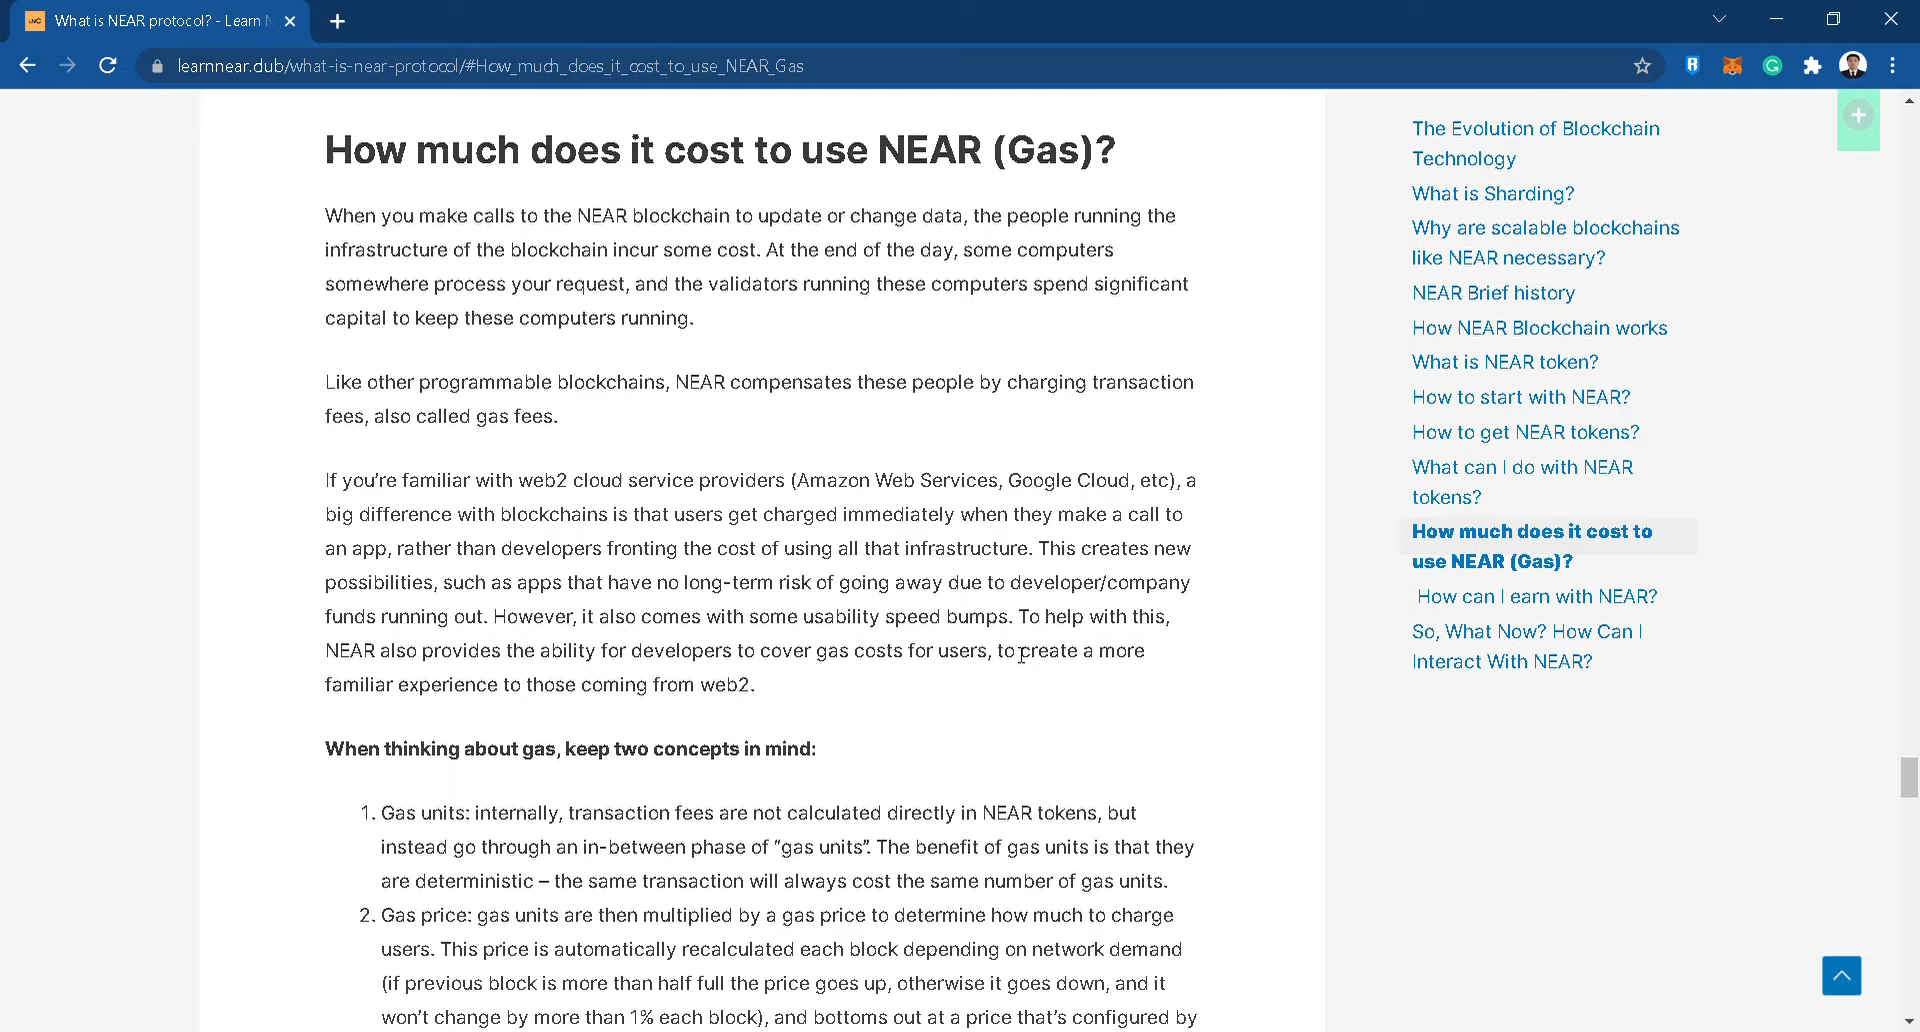 What is NEAR protocol? - Learn N
learnnear.club/what-is-near-protocol/#How_much_does_it_cost_to_use_NEAR_Gas
How much does it cost to use NEAR (Gas)?
When you make calls to the NEAR blockchain to update or change data, the people running the
infrastructure of the blockchain incur some cost. At the end of the day, some computers
somewhere process your request, and the validators running these computers spend significant
capital to keep these computers running.
Like other programmable blockchains, NEAR compensates these people by charging transaction
fees, also called gas fees.
If you’re familiar with web2 cloud service providers (Amazon Web Services, Google Cloud, etc), a
big difference with blockchains is that users get charged immediately when they make a call to
an app, rather than developers fronting the cost of using all that infrastructure. This creates new
possibilities, such as apps that have no long-term risk of going away due to developer/company
funds running out. However, it also comes with some usability speed bumps. To help with this,
NEAR also provides the ability for developers to cover gas costs for users, to create a more
familiar experience to those coming from web2.
When thinking about gas, keep two concepts in mind:
1. Gas units: internally, transaction fees are not calculated directly in NEAR tokens, but
instead go through an in-between phase of “gas units”. The benefit of gas units is that they
are deterministic – the same transaction will always cost the same number of gas units.
2. Gas price: gas units are then multiplied by a gas price to determine how much to charge
users. This price is automatically recalculated each block depending on network demand
(if previous block is more than half full the price goes up, otherwise it goes down, and it
won’t change by more than 1% each block), and bottoms out at a price that’s configured by
The Evolution of Blockchain
Technology
What is Sharding?
Why are scalable blockchains
like NEAR necessary?
NEAR Brief history
How NEAR Blockchain works
What is NEAR token?
How to start with NEAR?
How to get NEAR tokens?
What can I do with NEAR
tokens?
How much does it cost to
use NEAR (Gas)?
How can I earn with NEAR?
So, What Now? How Can I
Interact With NEAR?